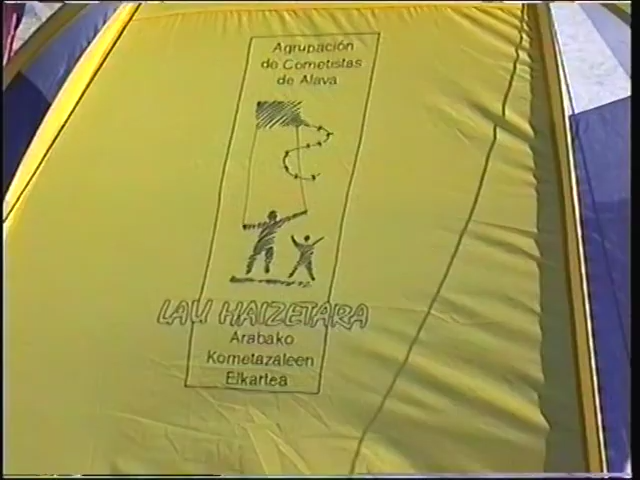 Agrupación
de Cometistas
de Alava
LAU HAIZETARA
Arabako
Kometazaleen
Elkartea